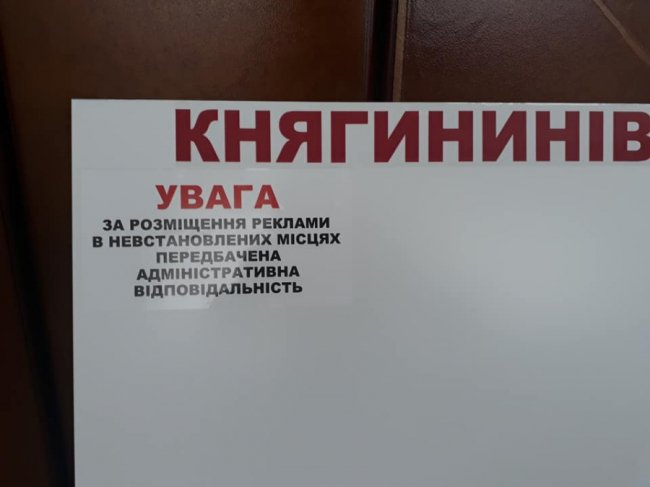 КНЯГИНИНІВ
УВАГА
ЗА РОЗМІЩЕННЯ РЕКЛАМИ
В НЕВСТАНОВЛЕНИХ МІСЦЯХ
ПЕРЕДБАЧЕНА
АДМІНІСТРАТИВНА
ВІДПОВІДАЛЬНІСТЬ